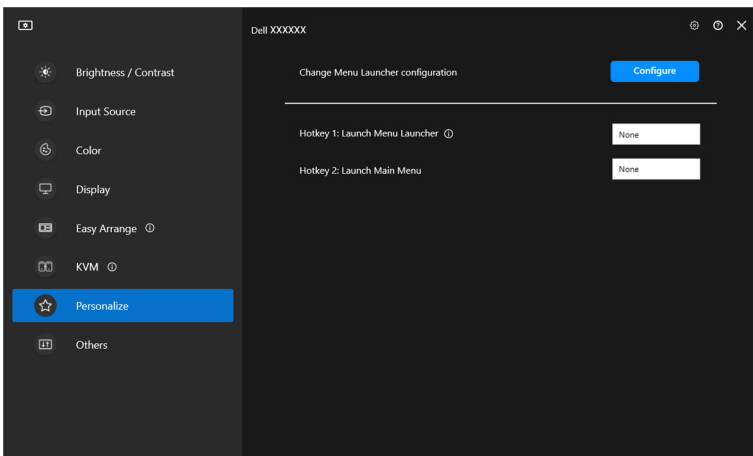 Dell XXXXXX
Brightness / Contrast
Input Source
Color
Display
Easy Arrange
KVM
Personalize
Others
Change Menu Launcher configuration
Configure
Hotkey 1: Launch Menu Launcher
None
Hotkey 2: Launch Main Menu
None